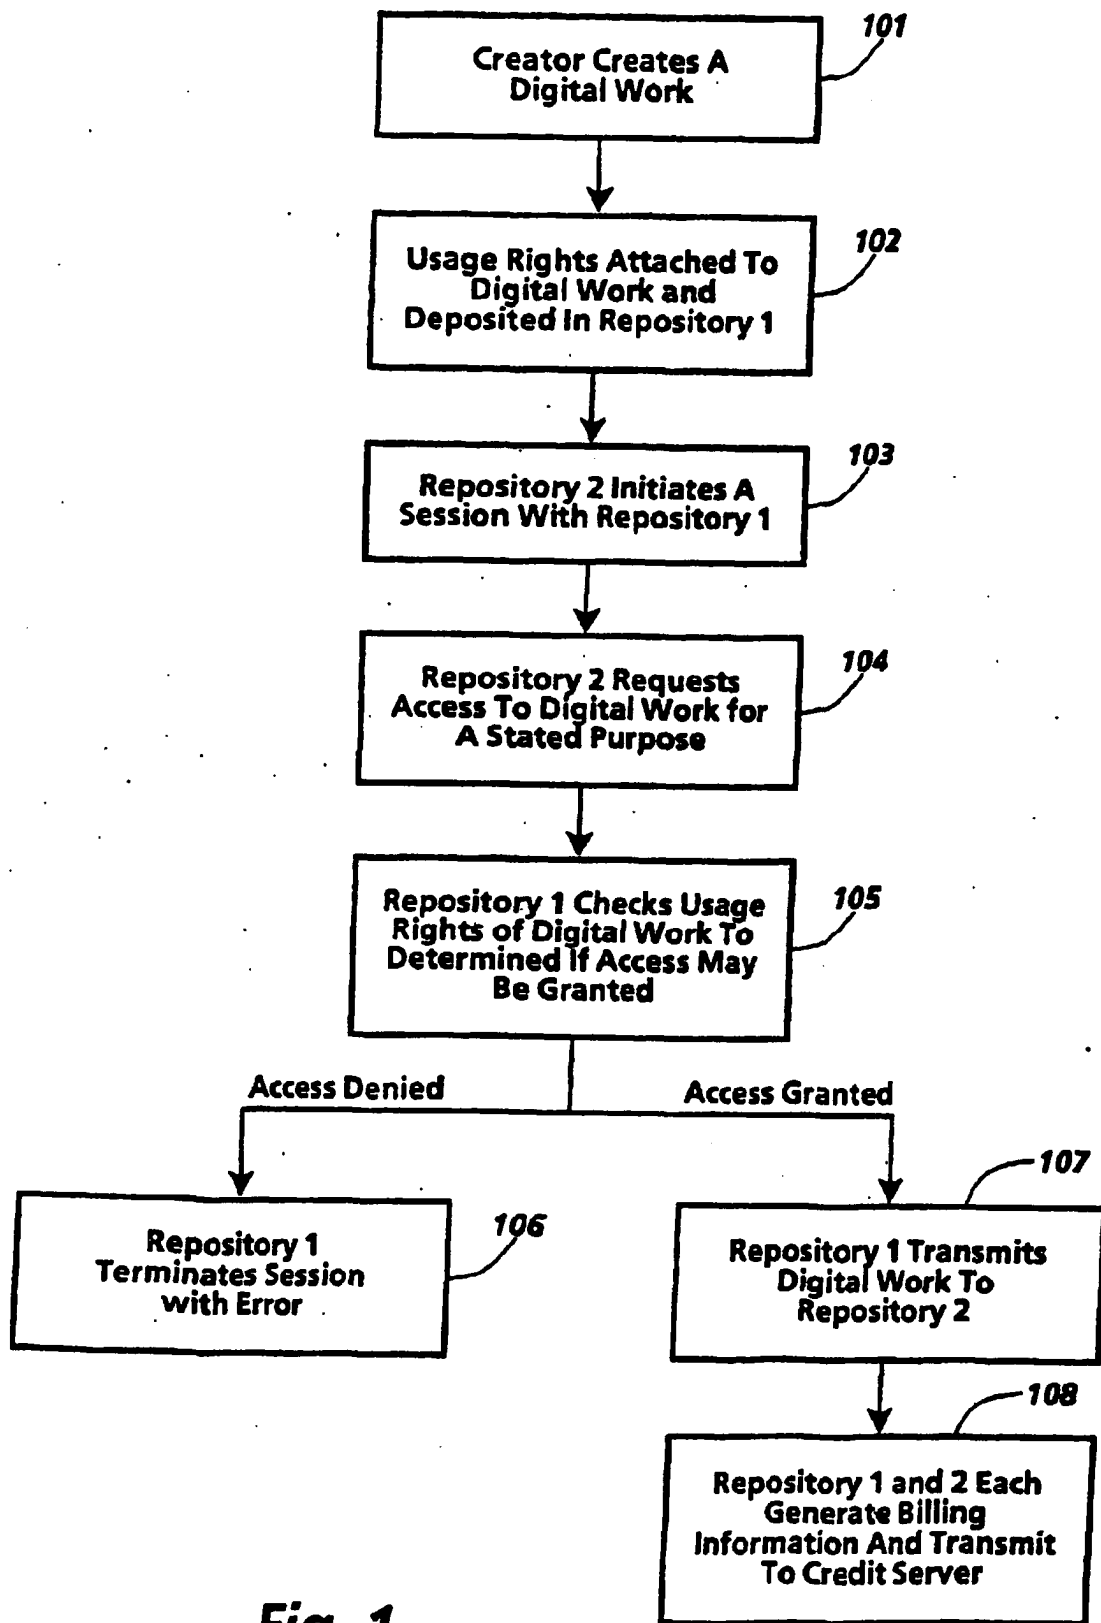 101
Creator Creates A
Digital Work
102
Usage Rights Attached To
Digital Work and
Deposited In Repository 1
103
Repository 2 Initiates A
Session With Repository 1
104
Repository 2 Requests
Access To Digital Work for
A Stated Purpose
105
Repository 1 Checks Usage
Rights of Digital Work To
Determined If Access May
Be Granted
Access Denied
Access Granted
106
Repository 1
Terminates Session
with Error
107
Repository 1 Transmits
Digital Work To
Repository 2
108
Repository 1 and 2 Each
Generate Billing
Information And Transmit
To Credit Server
Fig. 1